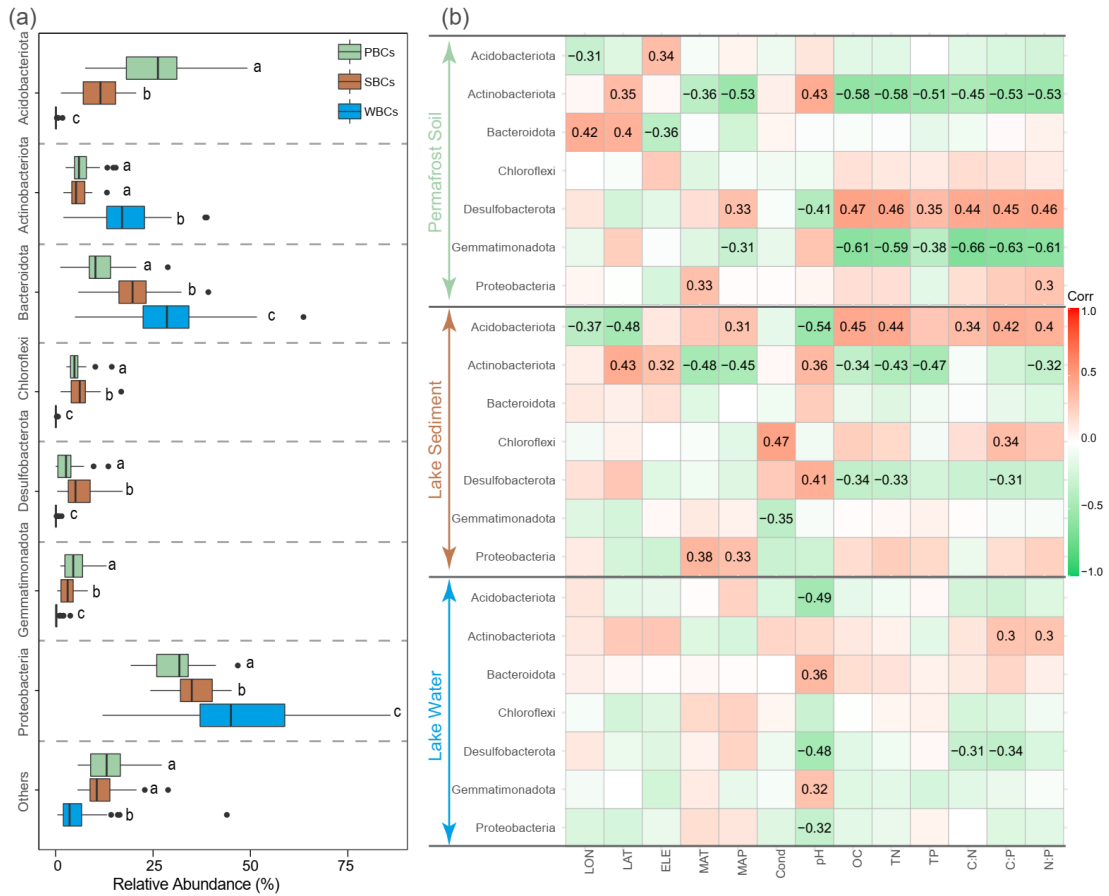 (a)
(b)
PBCs
SBCs
WBCs
Acidobacteriota
a
b
c
Actinobacteriota
a
a
b
Bacteroidota
a
b
c
Chloroflexi
a
b
c
Desulfobacterota
a
b
c
Gemmatimonadota
a
b
c
Proteobacteria
a
b
c
Others
a
a
b
0 25 50 75
Relative Abundance (%)
Permafrost Soil
Acidobacteriota −0.31 0.34
Actinobacteriota 0.35 −0.36 −0.53 0.43 −0.58 −0.58 −0.51 −0.45 −0.53 −0.53
Bacteroidota 0.42 0.4 −0.36
Chloroflexi
Desulfobacterota 0.33 −0.41 0.47 0.46 0.35 0.44 0.45 0.46
Gemmatimonadota −0.31 −0.61 −0.59 −0.38 −0.66 −0.63 −0.61
Proteobacteria 0.33 0.3
Lake Sediment
Acidobacteriota −0.37 −0.48 0.31 −0.54 0.45 0.44 0.34 0.42 0.4
Actinobacteriota 0.43 0.32 −0.48 −0.45 0.36 −0.34 −0.43 −0.47 −0.32
Bacteroidota
Chloroflexi 0.47 0.34
Desulfobacterota 0.41 −0.34 −0.33 −0.31
Gemmatimonadota −0.35
Proteobacteria 0.38 0.33
Lake Water
Acidobacteriota −0.49
Actinobacteriota 0.3 0.3
Bacteroidota 0.36
Chloroflexi
Desulfobacterota −0.48 −0.31 −0.34
Gemmatimonadota 0.32
Proteobacteria −0.32
LON LAT ELE MAT MAP Cond pH OC TN TP C:N C:P N:P
Corr
1.0
0.5
0.0
−0.5
−1.0